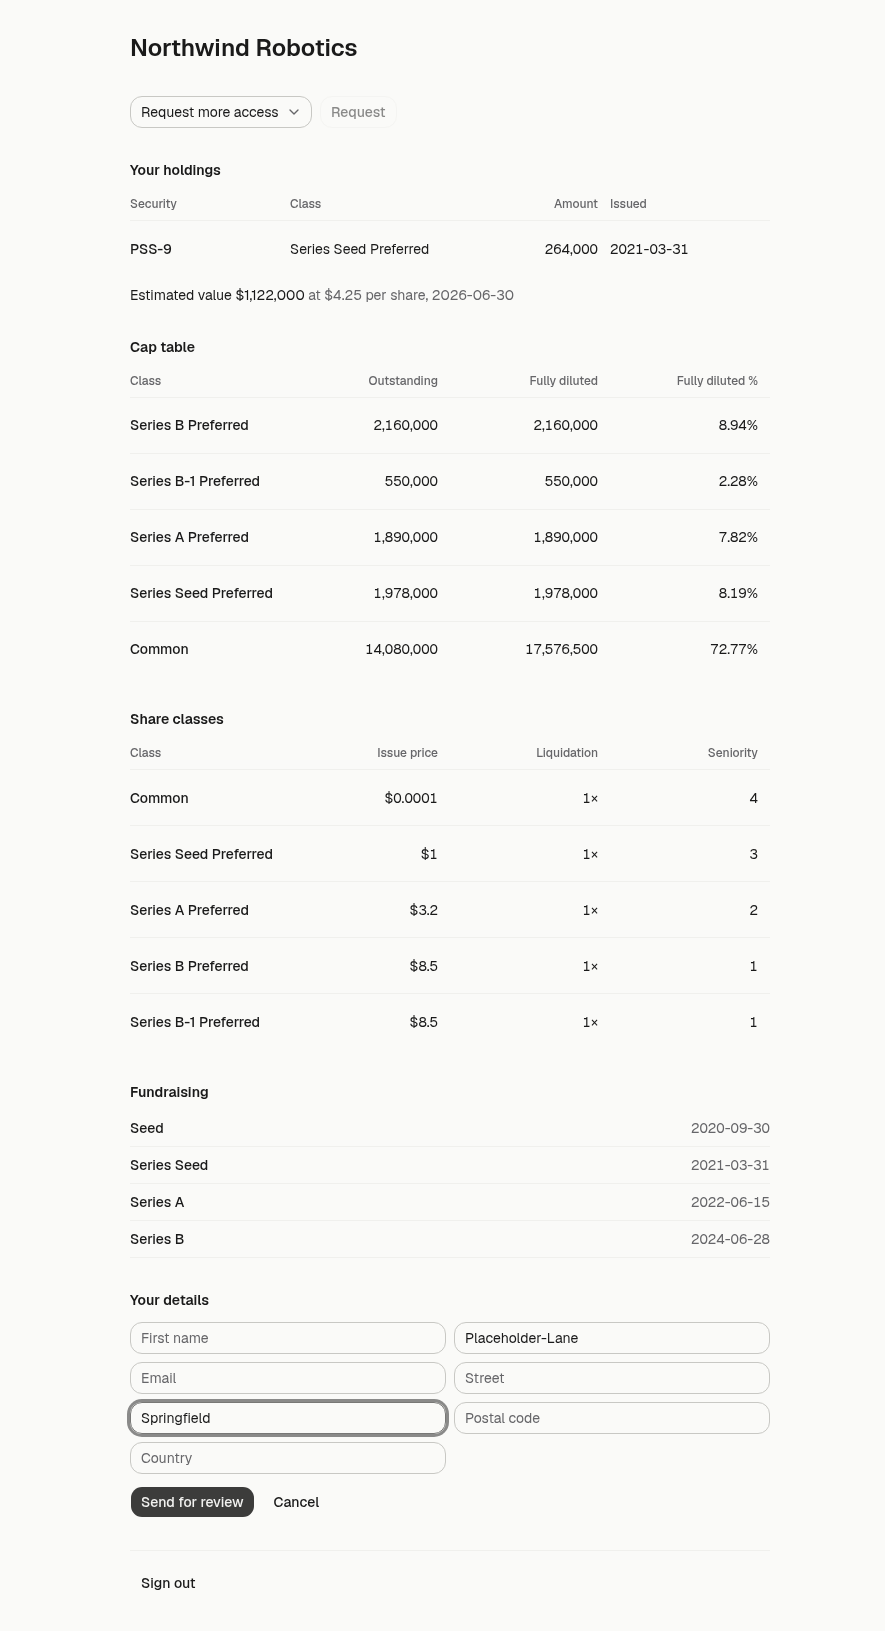 Northwind Robotics
Request more access Request
Your holdings
Security Class Amount Issued
PSS-9 Series Seed Preferred 264,000 2021-03-31
Estimated value $1,122,000 at $4.25 per share, 2026-06-30
Cap table
Class Outstanding Fully diluted Fully diluted %
Series B Preferred 2,160,000 2,160,000 8.94%
Series B-1 Preferred 550,000 550,000 2.28%
Series A Preferred 1,890,000 1,890,000 7.82%
Series Seed Preferred 1,978,000 1,978,000 8.19%
Common 14,080,000 17,576,500 72.77%
Share classes
Class Issue price Liquidation Seniority
Common $0.0001 1× 4
Series Seed Preferred $1 1× 3
Series A Preferred $3.2 1× 2
Series B Preferred $8.5 1× 1
Series B-1 Preferred $8.5 1× 1
Fundraising
Seed 2020-09-30
Series Seed 2021-03-31
Series A 2022-06-15
Series B 2024-06-28
Your details
First name Placeholder-Lane
Email Street
Springfield Postal code
Country
Send for review Cancel
Sign out